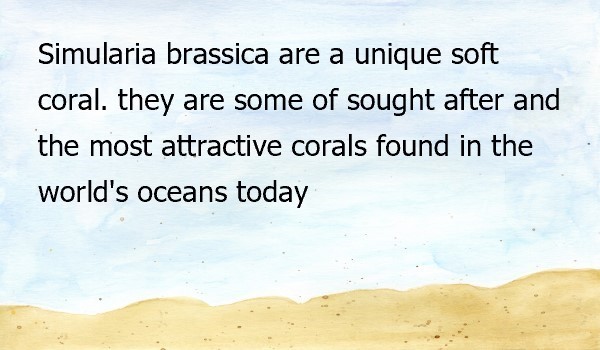 Simularia brassica are a unique soft
coral. they are some of sought after and
the most attractive corals found in the
world's oceans today